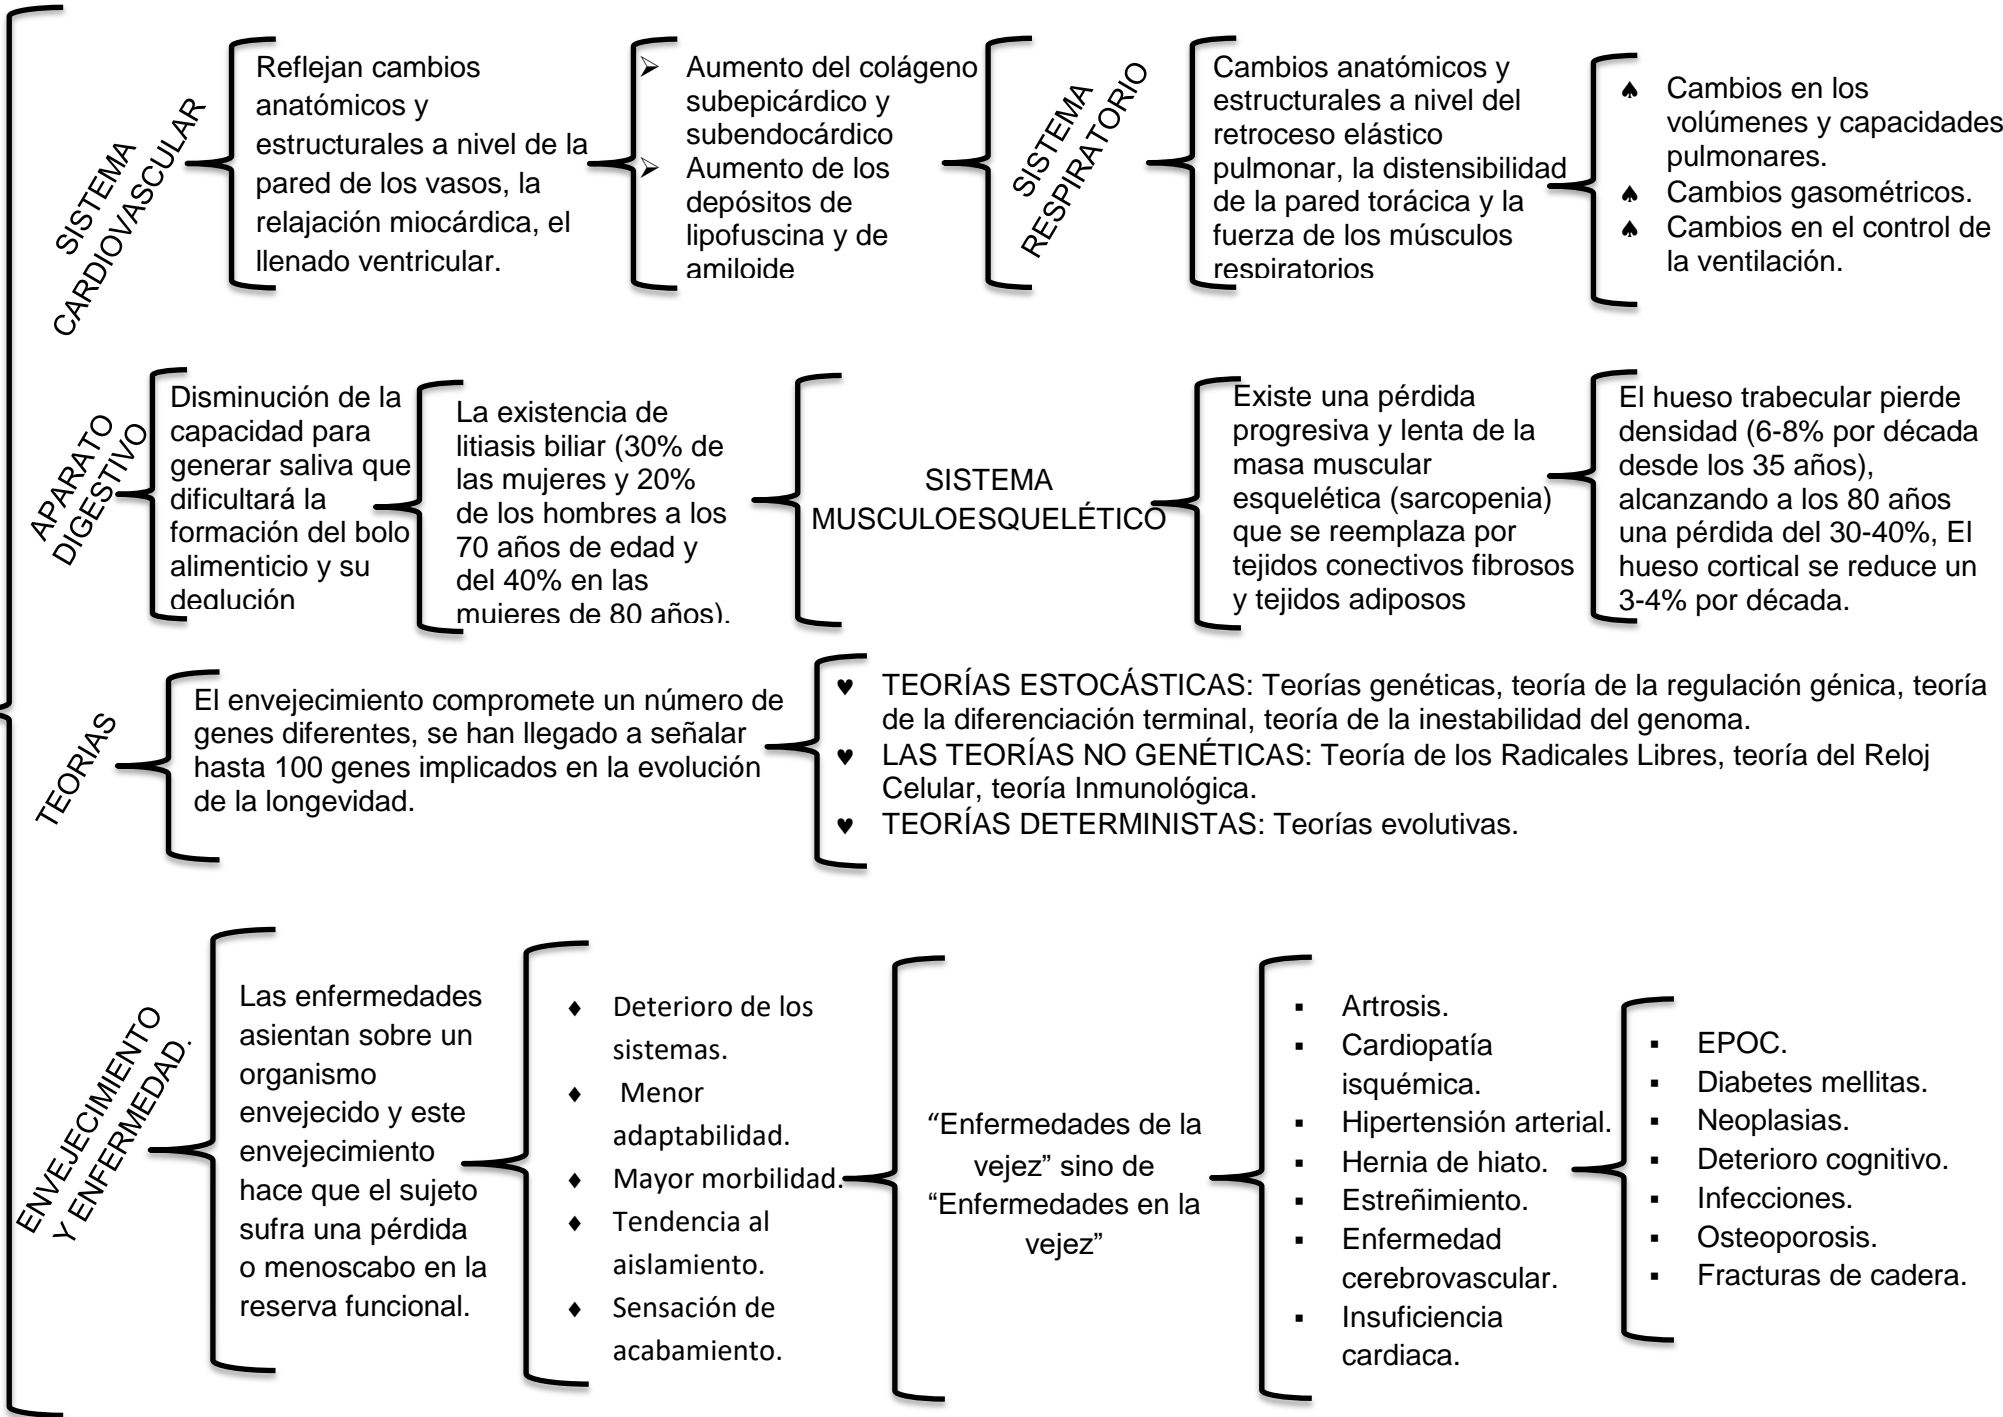 SISTEMA
CARDIOVASCULAR
Reflejan cambios
anatómicos y
estructurales a nivel de la
pared de los vasos, la
relajación miocárdica, el
llenado ventricular.
➢ Aumento del colágeno
subepicárdico y
subendocárdico
➢ Aumento de los
depósitos de
lipofuscina y de
amiloide
SISTEMA
RESPIRATORIO
Cambios anatómicos y
estructurales a nivel del
retroceso elástico
pulmonar, la distensibilidad
de la pared torácica y la
fuerza de los músculos
respiratorios
♠ Cambios en los
volúmenes y capacidades
pulmonares.
♠ Cambios gasométricos.
♠ Cambios en el control de
la ventilación.
APARATO
DIGESTIVO
Disminución de la
capacidad para
generar saliva que
dificultará la
formación del bolo
alimenticio y su
deglución
La existencia de
litiasis biliar (30% de
las mujeres y 20%
de los hombres a los
70 años de edad y
del 40% en las
mujeres de 80 años).
SISTEMA
MUSCULOESQUELÉTICO
Existe una pérdida
progresiva y lenta de la
masa muscular
esquelética (sarcopenia)
que se reemplaza por
tejidos conectivos fibrosos
y tejidos adiposos
El hueso trabecular pierde
densidad (6-8% por década
desde los 35 años),
alcanzando a los 80 años
una pérdida del 30-40%, El
hueso cortical se reduce un
3-4% por década.
TEORIAS
El envejecimiento compromete un número de
genes diferentes, se han llegado a señalar
hasta 100 genes implicados en la evolución
de la longevidad.
♥ TEORÍAS ESTOCÁSTICAS: Teorías genéticas, teoría de la regulación génica, teoría
de la diferenciación terminal, teoría de la inestabilidad del genoma.
♥ LAS TEORÍAS NO GENÉTICAS: Teoría de los Radicales Libres, teoría del Reloj
Celular, teoría Inmunológica.
♥ TEORÍAS DETERMINISTAS: Teorías evolutivas.
ENVEJECIMIENTO
Y ENFERMEDAD.
Las enfermedades
asientan sobre un
organismo
envejecido y este
envejecimiento
hace que el sujeto
sufra una pérdida
o menoscabo en la
reserva funcional.
♦ Deterioro de los
sistemas.
♦ Menor
adaptabilidad.
♦ Mayor morbilidad.
♦ Tendencia al
aislamiento.
♦ Sensación de
acabamiento.
“Enfermedades de la
vejez” sino de
“Enfermedades en la
vejez”
▪ Artrosis.
▪ Cardiopatía
isquémica.
▪ Hipertensión arterial.
▪ Hernia de hiato.
▪ Estreñimiento.
▪ Enfermedad
cerebrovascular.
▪ Insuficiencia
cardiaca.
▪ EPOC.
▪ Diabetes mellitas.
▪ Neoplasias.
▪ Deterioro cognitivo.
▪ Infecciones.
▪ Osteoporosis.
▪ Fracturas de cadera.